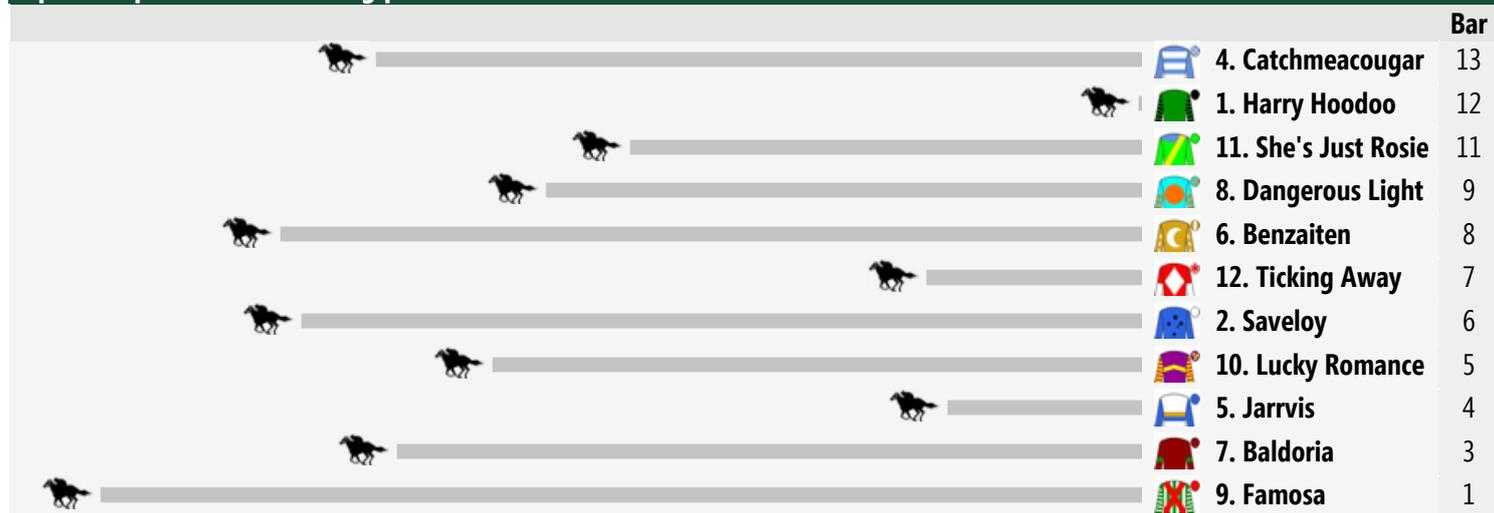 Bar
4. Catchmeacougar 13
1. Harry Hoodoo 12
11. She's Just Rosie 11
8. Dangerous Light 9
6. Benzaiten 8
12. Ticking Away 7
2. Saveloy 6
10. Lucky Romance 5
5. Jarrvis 4
7. Baldoria 3
9. Famosa 1